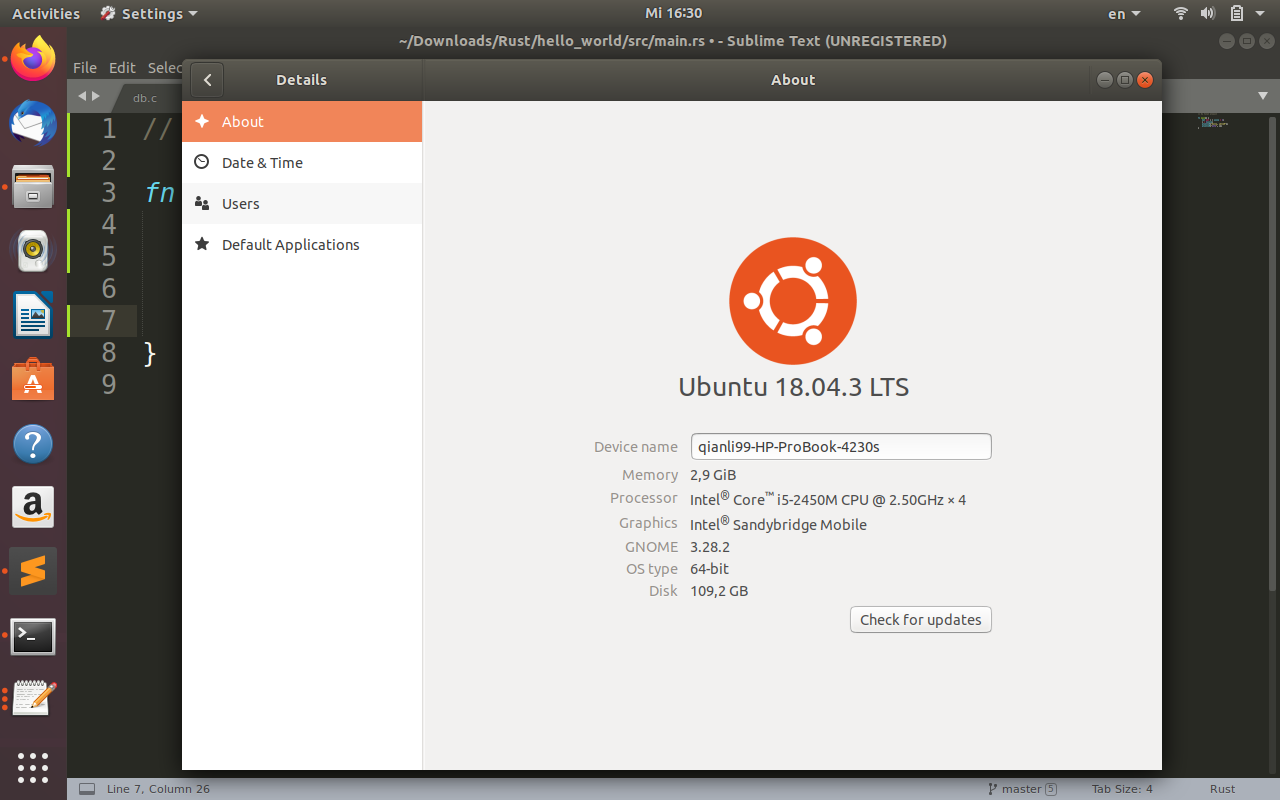 Activities Settings Mi 16:30 en
~/Downloads/Rust/hello_world/src/main.rs • - Sublime Text (UNREGISTERED)
File Edit Selec
Details About
db.c
About
Date & Time
Users
Default Applications
1 //
2
3 fn
4
5
6
7
8 }
9
Ubuntu 18.04.3 LTS
Device name qianli99-HP-ProBook-4230s
Memory 2,9 GiB
Processor Intel® Core™ i5-2450M CPU @ 2.50GHz × 4
Graphics Intel® Sandybridge Mobile
GNOME 3.28.2
OS type 64-bit
Disk 109,2 GB
Check for updates
Line 7, Column 26 master 5 Tab Size: 4 Rust